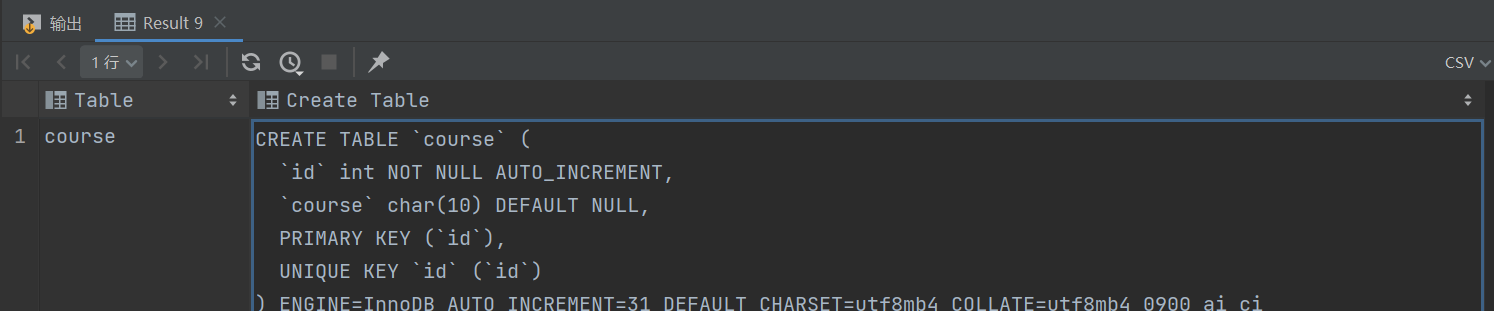 输出 Result 9
1 行 CSV
Table Create Table
1 course CREATE TABLE `course` (
`id` int NOT NULL AUTO_INCREMENT,
`course` char(10) DEFAULT NULL,
PRIMARY KEY (`id`),
UNIQUE KEY `id` (`id`)
) ENGINE=InnoDB AUTO_INCREMENT=31 DEFAULT CHARSET=utf8mb4 COLLATE=utf8mb4_0900_ai_ci